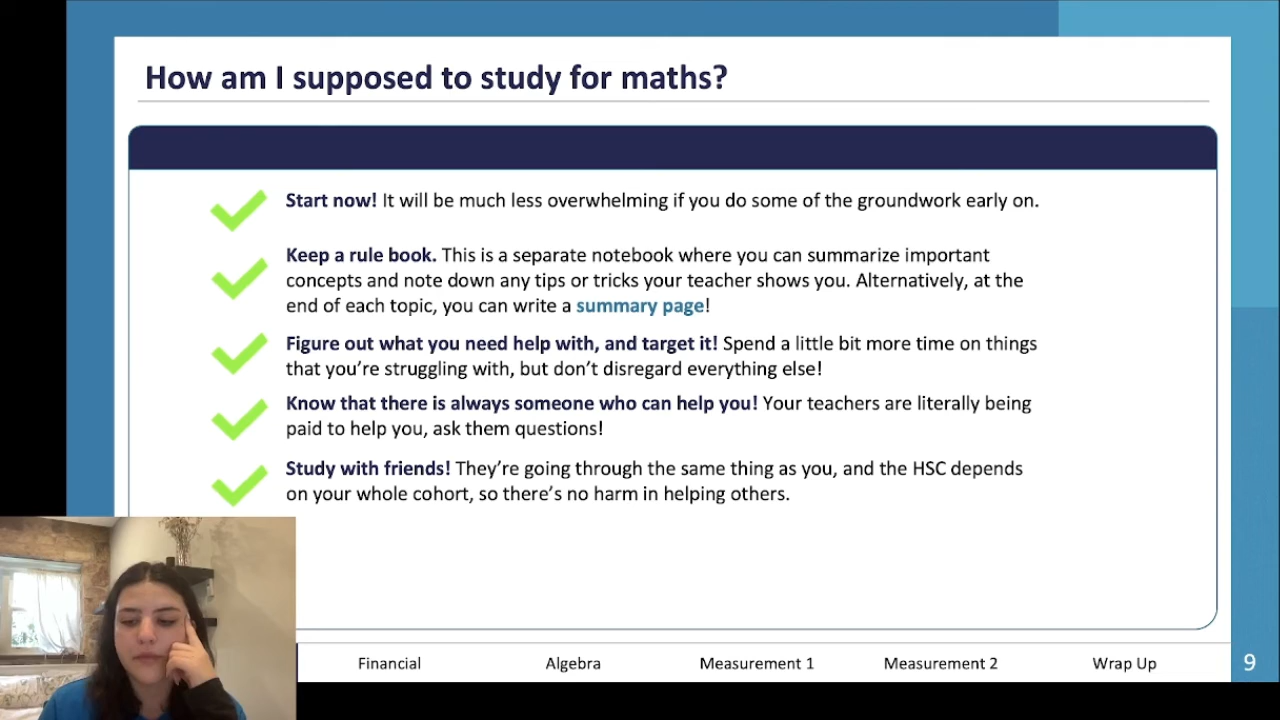 How am I supposed to study for maths?
Start now! It will be much less overwhelming if you do some of the groundwork early on.
Keep a rule book. This is a separate notebook where you can summarize important
concepts and note down any tips or tricks your teacher shows you. Alternatively, at the
end of each topic, you can write a summary page!
Figure out what you need help with, and target it! Spend a little bit more time on things
that you’re struggling with, but don’t disregard everything else!
Know that there is always someone who can help you! Your teachers are literally being
paid to help you, ask them questions!
Study with friends! They’re going through the same thing as you, and the HSC depends
on your whole cohort, so there’s no harm in helping others.
Financial Algebra Measurement 1 Measurement 2 Wrap Up 9